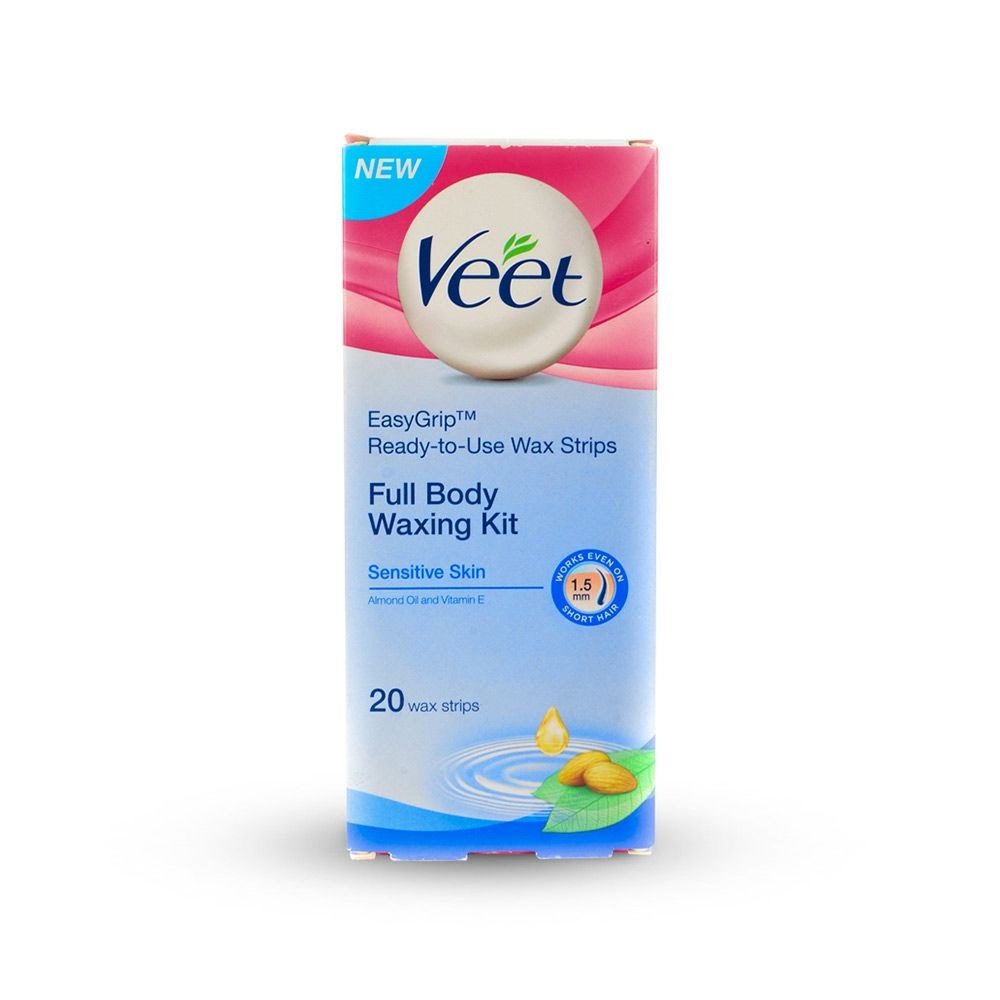 NEW
Veet
EasyGrip™
Ready-to-Use Wax Strips
Full Body
Waxing Kit
Sensitive Skin
Almond Oil and Vitamin E
WORKS EVEN ON
1.5
mm
SHORT HAIR
20 wax strips